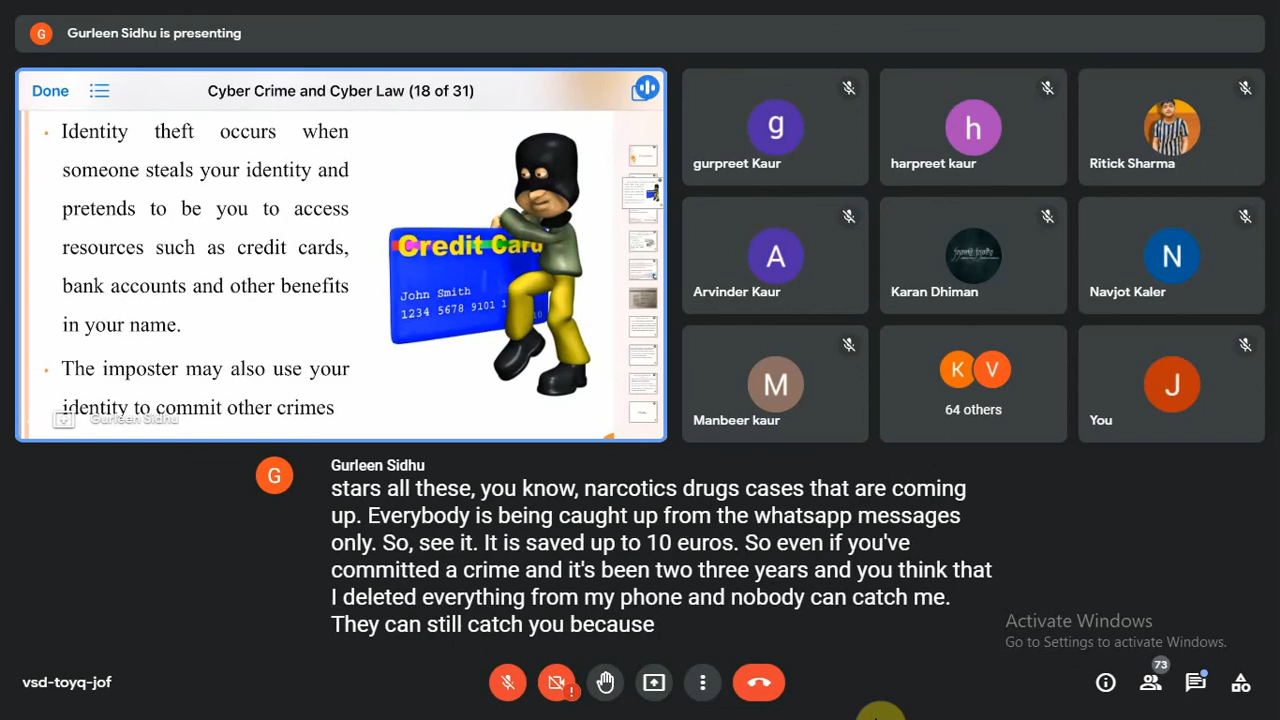 G Gurleen Sidhu is presenting
Done
Cyber Crime and Cyber Law (18 of 31)
• Identity theft occurs when
someone steals your identity and
pretends to be you to access
resources such as credit cards,
bank accounts and other benefits
in your name.
• The imposter may also use your
identity to commit other crimes
Credit Card
John Smith
1234 5678 9101 1
10
Gurleen Sidhu
g
gurpreet Kaur
h
harpreet kaur
Ritick Sharma
A
Arvinder Kaur
Karan Dhiman
N
Navjot Kaler
M
Manbeer kaur
K V
64 others
J
You
G
Gurleen Sidhu
stars all these, you know, narcotics drugs cases that are coming
up. Everybody is being caught up from the whatsapp messages
only. So, see it. It is saved up to 10 euros. So even if you've
committed a crime and it's been two three years and you think that
I deleted everything from my phone and nobody can catch me.
They can still catch you because
Activate Windows
Go to Settings to activate Windows.
vsd-toyq-jof
!
73